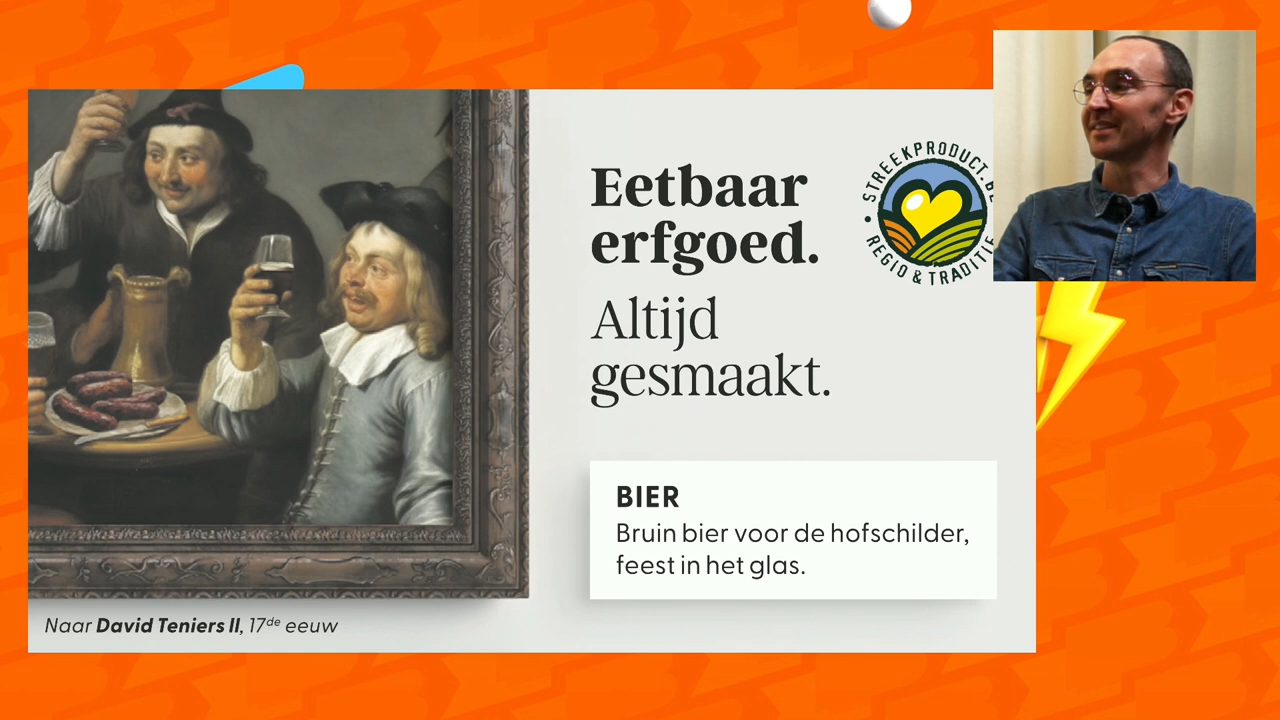 Eetbaar
erfgoed.
STREEKPRODUCT.BE
REGIO & TRADITIE
Altijd
gesmaakt.
BIER
Bruin bier voor de hofschilder,
feest in het glas.
Naar David Teniers II, 17de eeuw